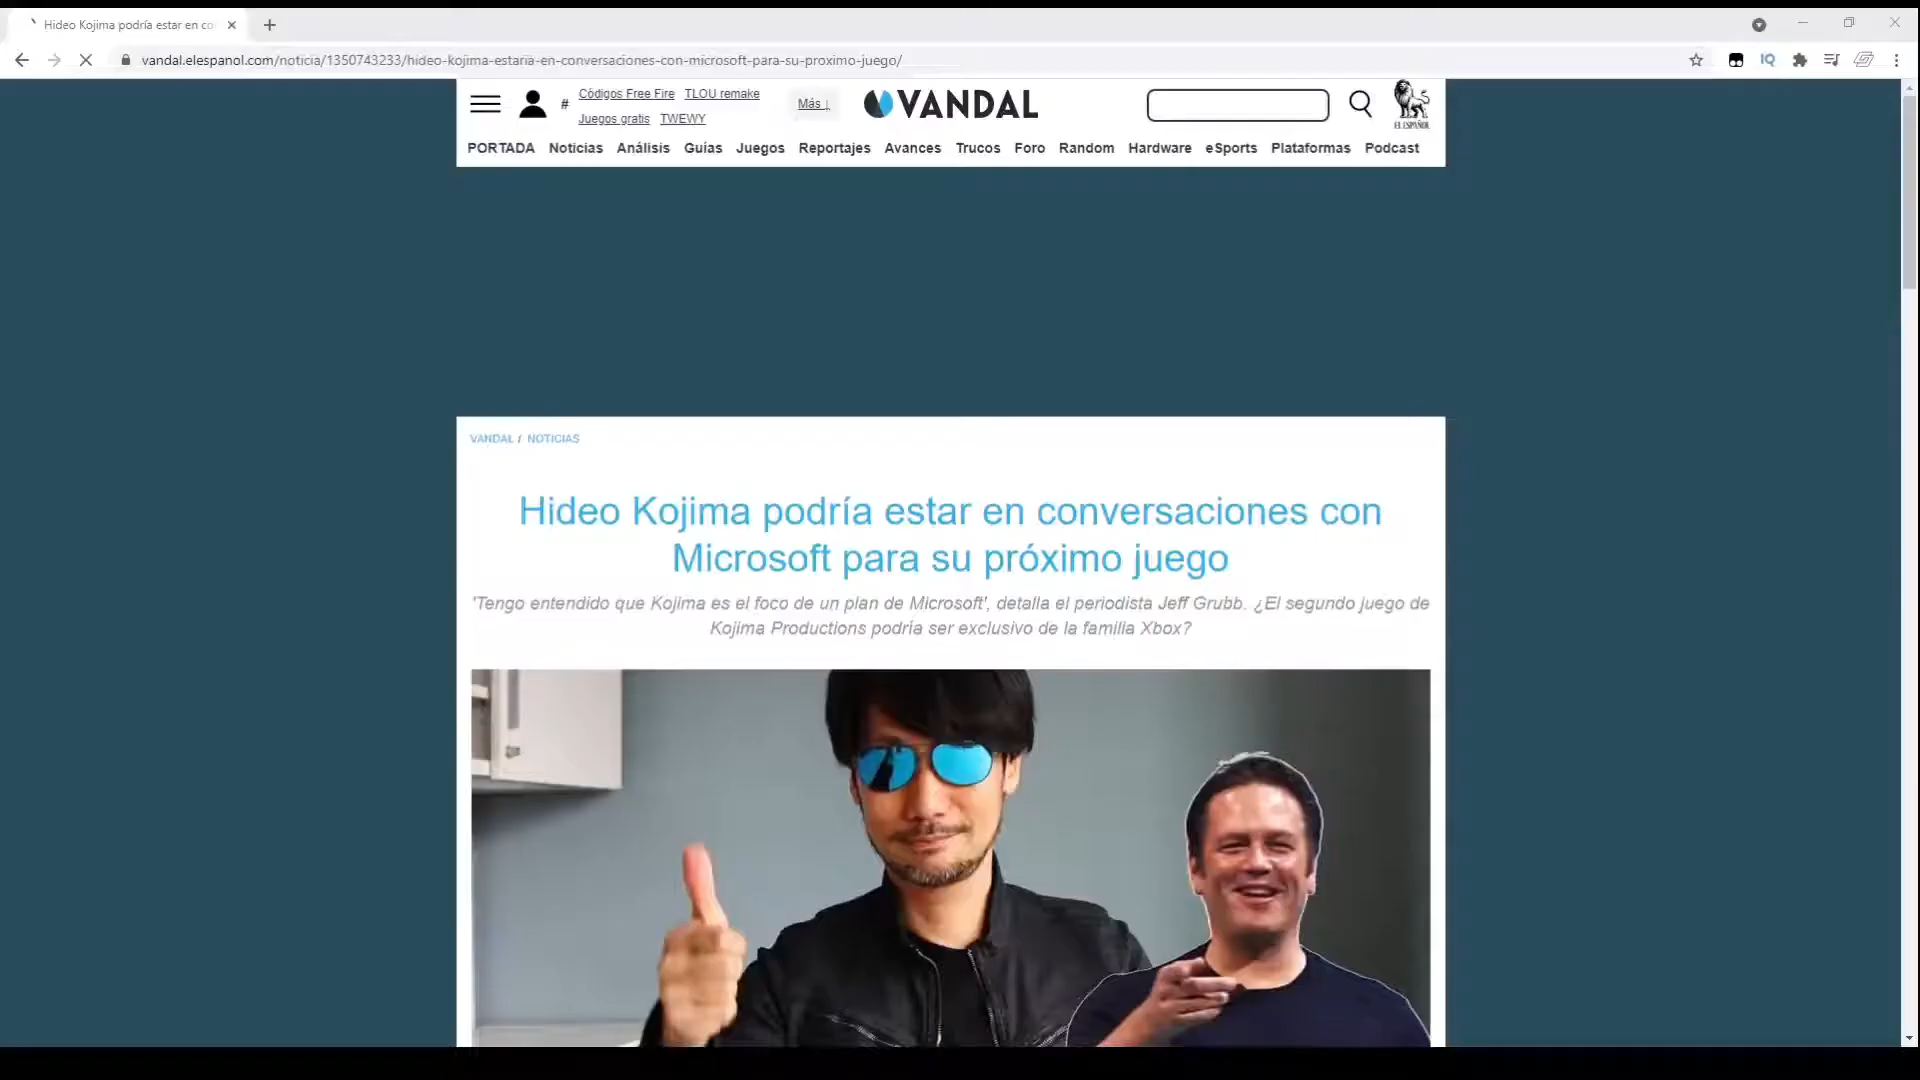 Hideo Kojima podría estar en co
vandal.elespanol.com/noticia/1350743233/hideo-kojima-estaria-en-conversaciones-con-microsoft-para-su-proximo-juego/
IQ
# Códigos Free Fire TLOU remake
Juegos gratis TWEWY
Más ↓
VANDAL
EL ESPAÑOL
PORTADA Noticias Análisis Guías Juegos Reportajes Avances Trucos Foro Random Hardware eSports Plataformas Podcast
VANDAL / NOTICIAS
Hideo Kojima podría estar en conversaciones con
Microsoft para su próximo juego
'Tengo entendido que Kojima es el foco de un plan de Microsoft', detalla el periodista Jeff Grubb. ¿El segundo juego de
Kojima Productions podría ser exclusivo de la familia Xbox?